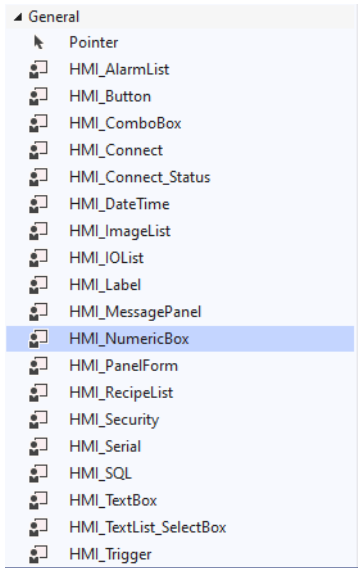 General
Pointer
HMI_AlarmList
HMI_Button
HMI_ComboBox
HMI_Connect
HMI_Connect_Status
HMI_DateTime
HMI_ImageList
HMI_IOList
HMI_Label
HMI_MessagePanel
HMI_NumericBox
HMI_PanelForm
HMI_RecipeList
HMI_Security
HMI_Serial
HMI_SQL
HMI_TextBox
HMI_TextList_SelectBox
HMI_Trigger